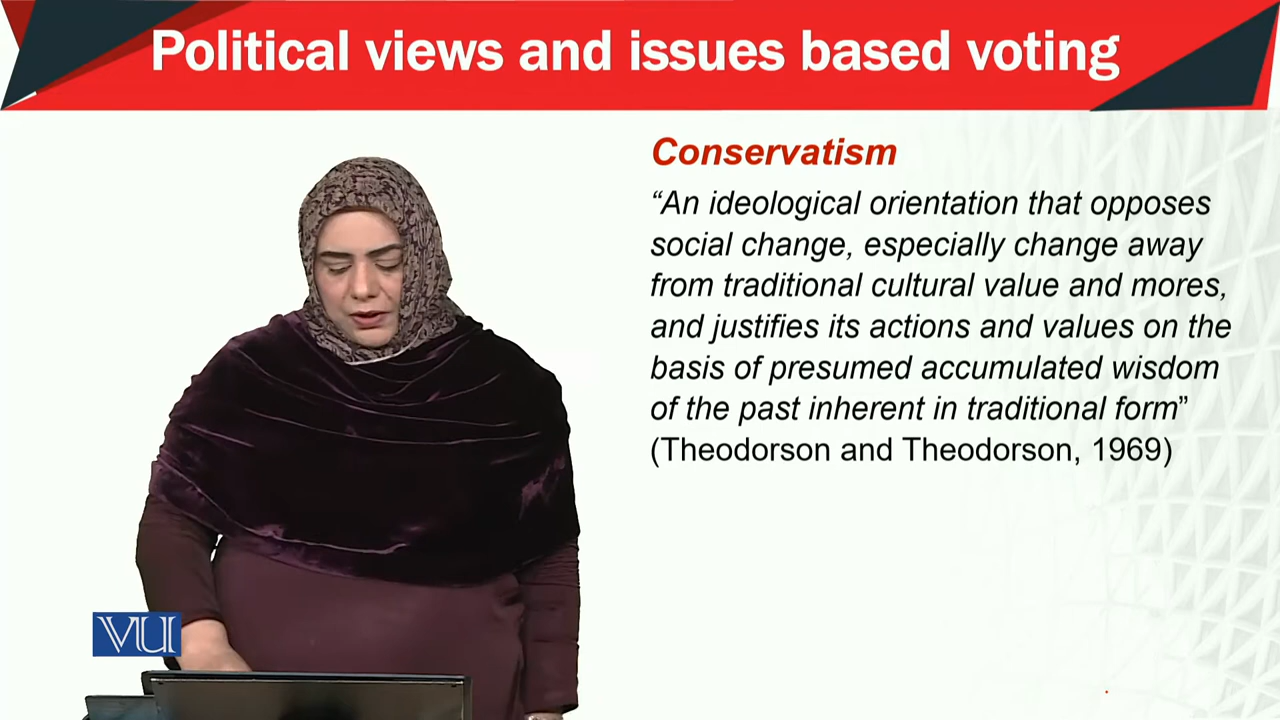 Political views and issues based voting
Conservatism
“An ideological orientation that opposes
social change, especially change away
from traditional cultural value and mores,
and justifies its actions and values on the
basis of presumed accumulated wisdom
of the past inherent in traditional form”
(Theodorson and Theodorson, 1969)
VU